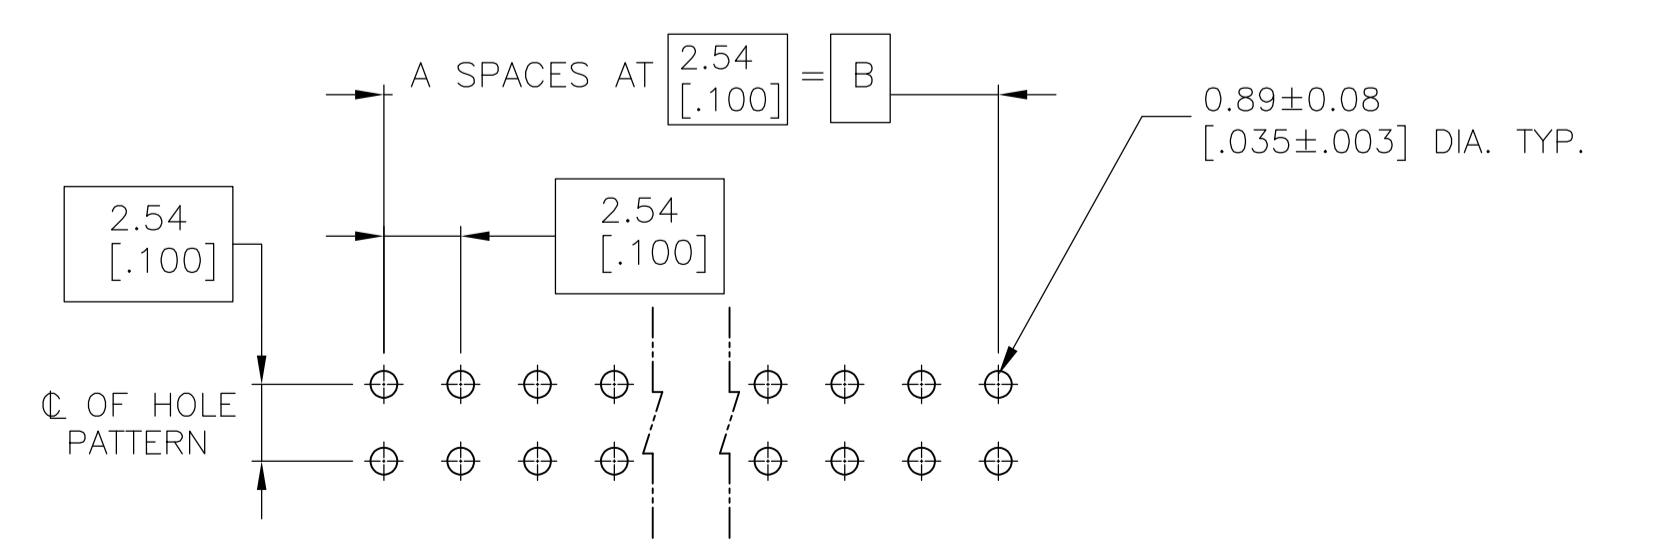 A SPACES AT 2.54 [.100] = B
0.89±0.08
[.035±.003] DIA. TYP.
2.54
[.100]
2.54
[.100]
℄ OF HOLE
PATTERN